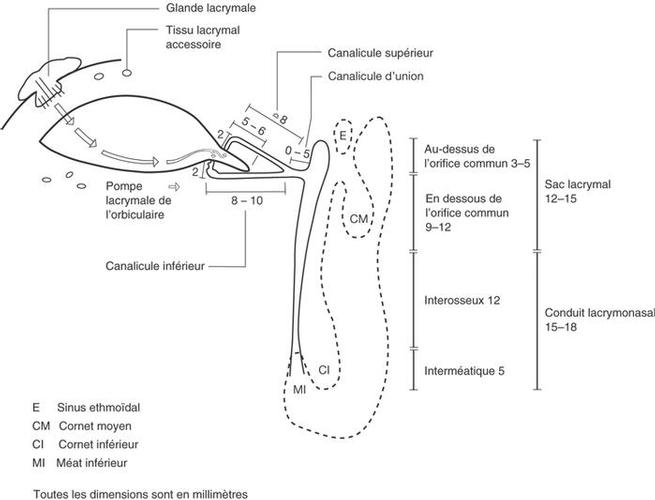 Glande lacrymale
Tissu lacrymal
accessoire
Canalicule supérieur
Canalicule d'union
8
5 – 6
0 – 5
2
2
8 – 10
E
CM
CI
MI
Pompe
lacrymale de
l'orbiculaire
Canalicule inférieur
Au-dessus de
l'orifice commun 3–5
En dessous de
l'orifice commun
9–12
Interosseux 12
Interméatique 5
Sac lacrymal
12–15
Conduit lacrymonasal
15–18
E Sinus ethmoïdal
CM Cornet moyen
CI Cornet inférieur
MI Méat inférieur
Toutes les dimensions sont en millimètres